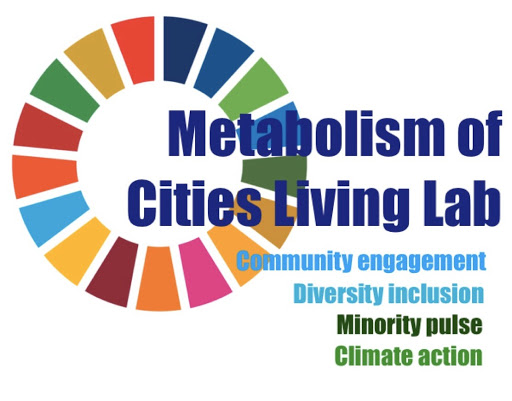 Metabolism of
Cities Living Lab
Community engagement
Diversity inclusion
Minority pulse
Climate action